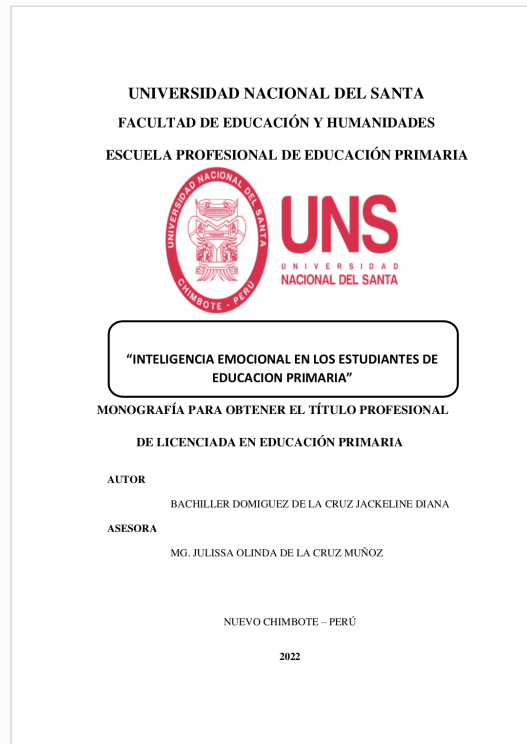 UNIVERSIDAD NACIONAL DEL SANTA
FACULTAD DE EDUCACIÓN Y HUMANIDADES
ESCUELA PROFESIONAL DE EDUCACIÓN PRIMARIA
UNIVERSIDAD NACIONAL DEL SANTA
CHIMBOTE - PERU
UNS
UNIVERSIDAD
NACIONAL DEL SANTA
“INTELIGENCIA EMOCIONAL EN LOS ESTUDIANTES DE
EDUCACION PRIMARIA”
MONOGRAFÍA PARA OBTENER EL TÍTULO PROFESIONAL
DE LICENCIADA EN EDUCACIÓN PRIMARIA
AUTOR
BACHILLER DOMIGUEZ DE LA CRUZ JACKELINE DIANA
ASESORA
MG. JULISSA OLINDA DE LA CRUZ MUÑOZ
NUEVO CHIMBOTE – PERÚ
2022